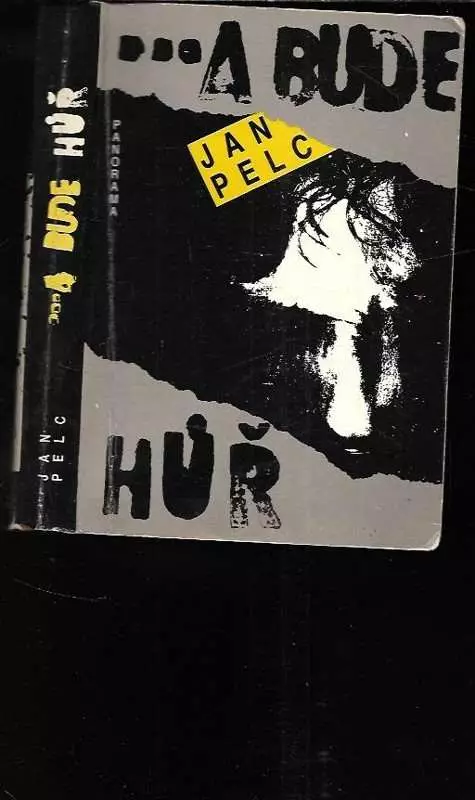 ...A BUDE
JAN
PELC
PANORAMA
HŮŘ
...A BUDE HŮŘ
JAN
PELC